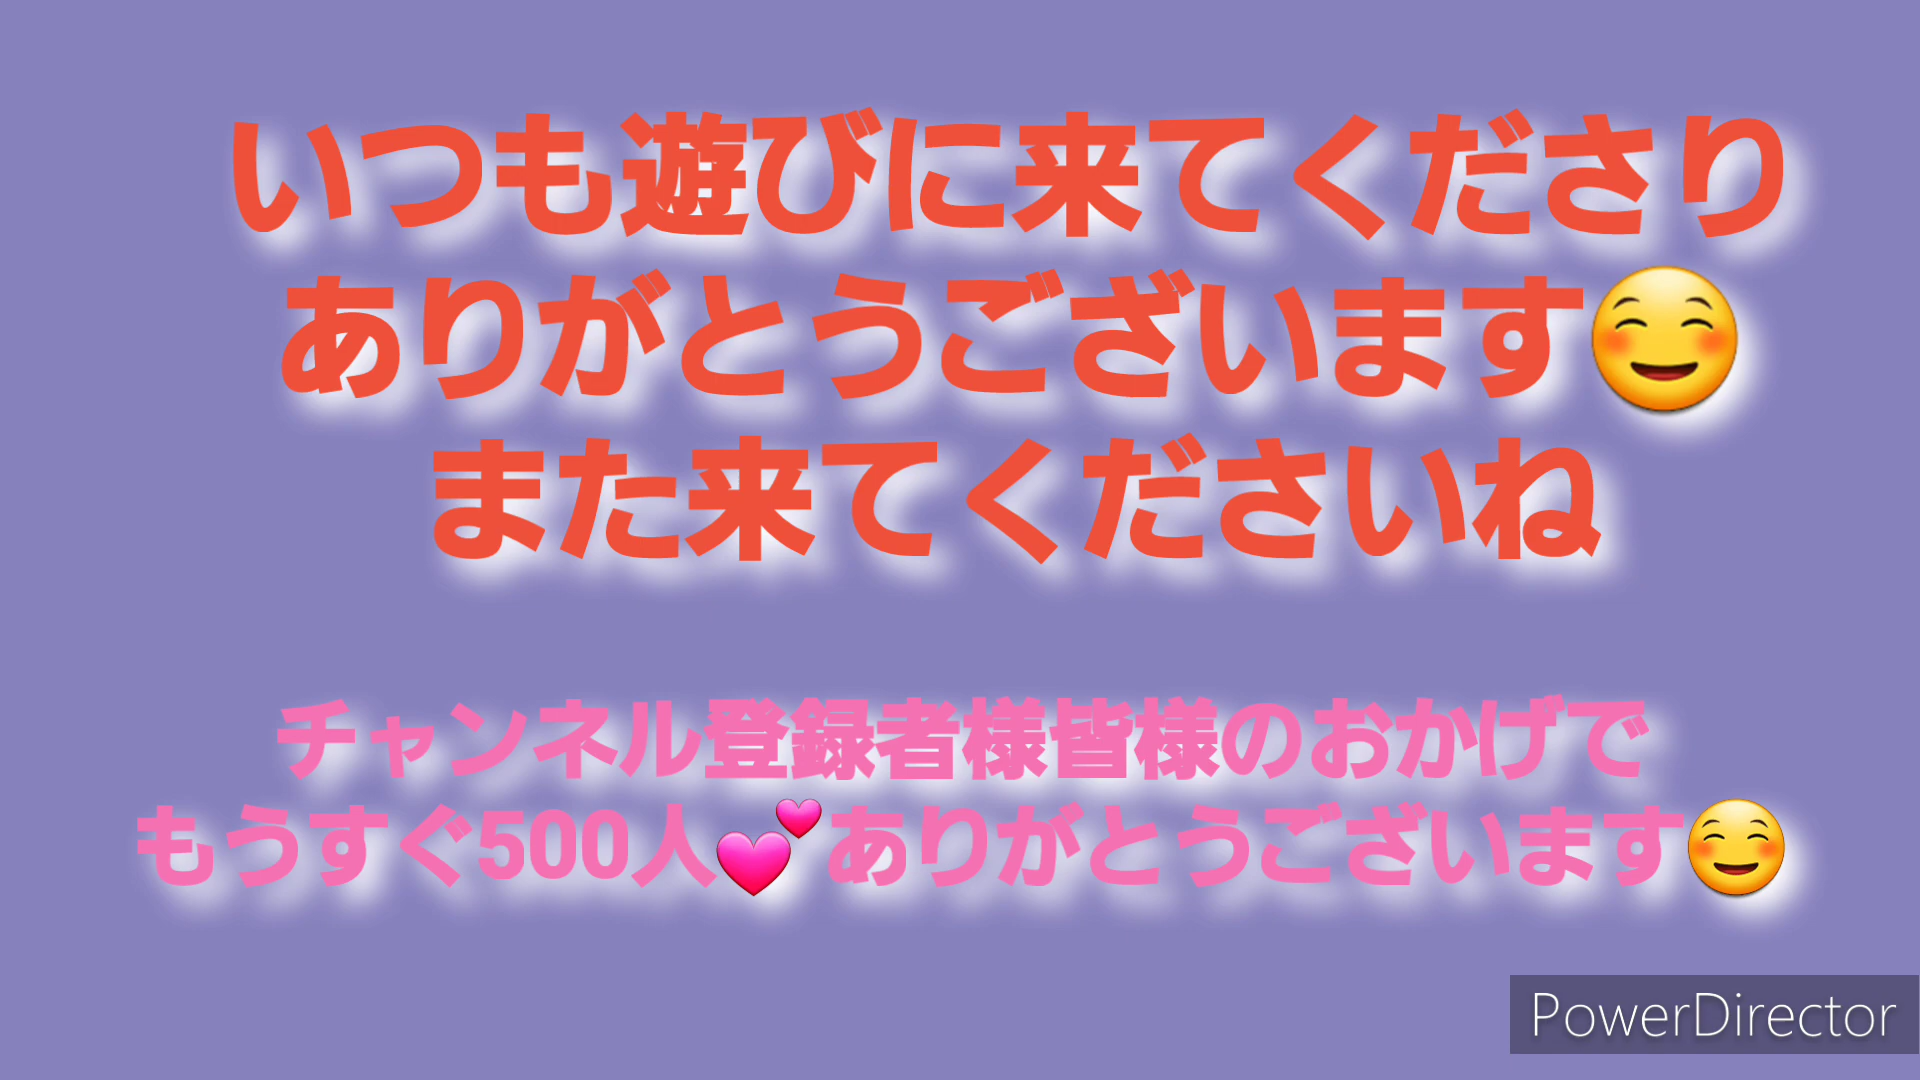 いつも遊びに来てくださり
ありがとうございます😊
また来てくださいね
チャンネル登録者様皆様のおかげで
もうすぐ500人💕ありがとうございます😊
PowerDirector